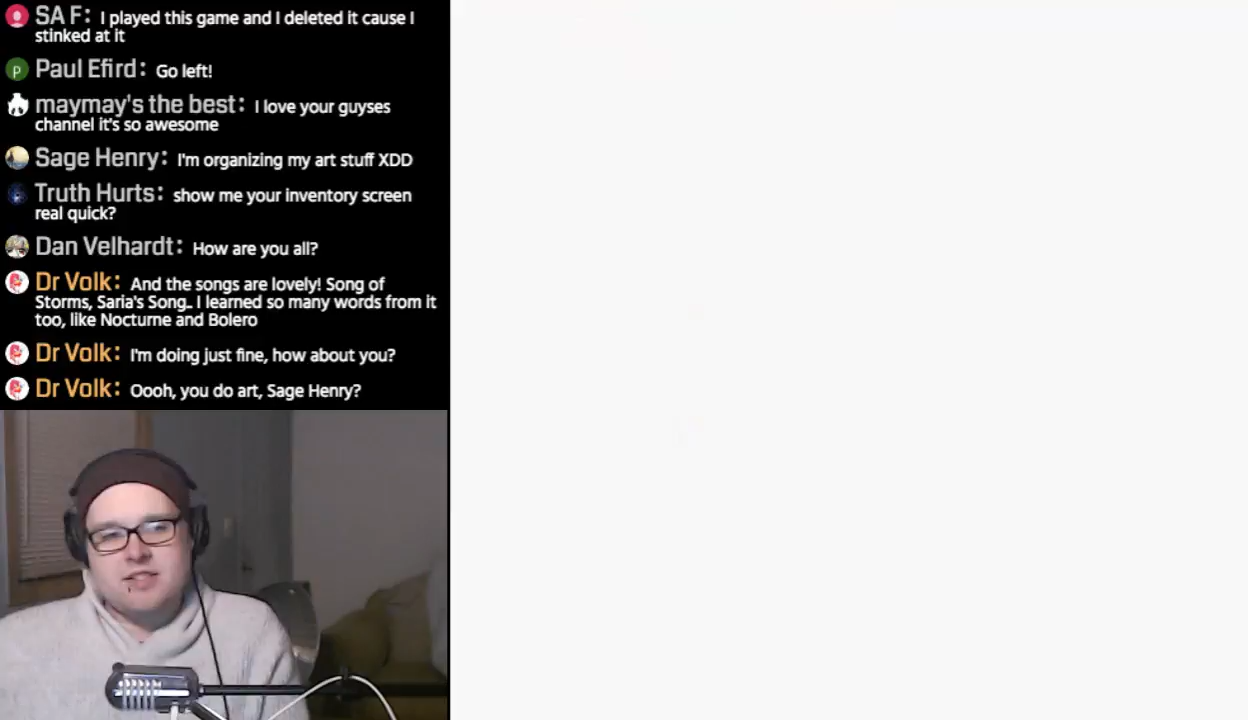 SA F: I played this game and I deleted it cause I
stinked at it
P Paul Efird: Go left!
maymay's the best: I love your guyses
channel it's so awesome
Sage Henry: I'm organizing my art stuff XDD
Truth Hurts: show me your inventory screen
real quick?
Dan Velhardt: How are you all?
Dr Volk: And the songs are lovely! Song of
Storms, Saria's Song.. I learned so many words from it
too, like Nocturne and Bolero
Dr Volk: I'm doing just fine, how about you?
Dr Volk: Oooh, you do art, Sage Henry?